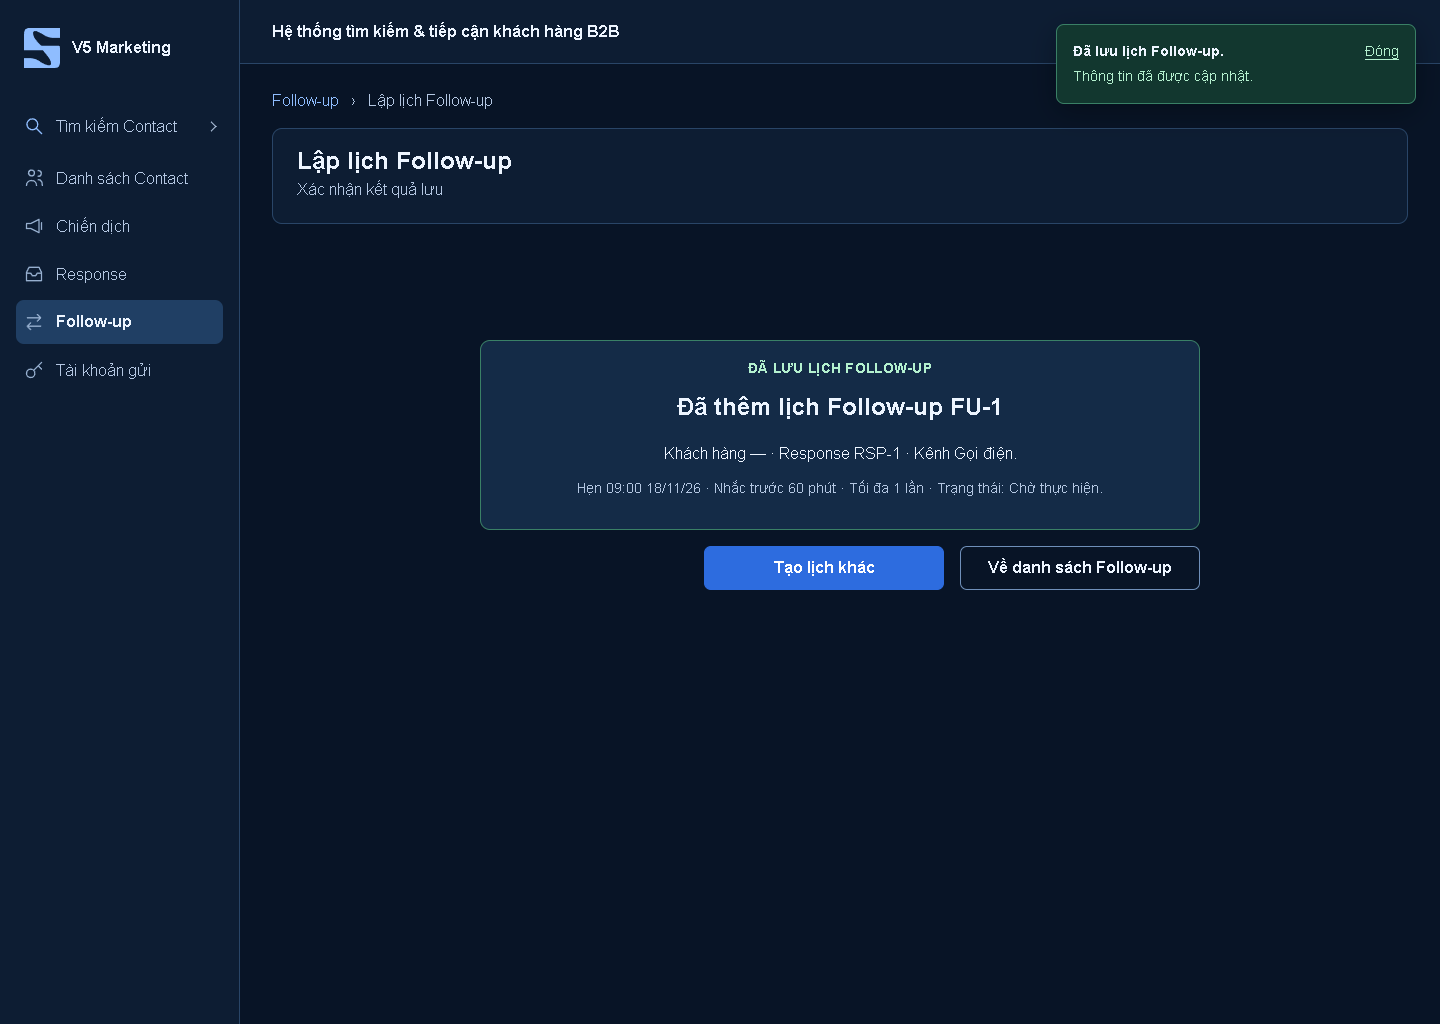 V5 Marketing
Tìm kiếm Contact
Danh sách Contact
Chiến dịch
Response
Follow-up
Tài khoản gửi
Hệ thống tìm kiếm & tiếp cận khách hàng B2B
Đã lưu lịch Follow-up.
Đóng
Thông tin đã được cập nhật.
Follow-up › Lập lịch Follow-up
Lập lịch Follow-up
Xác nhận kết quả lưu
ĐÃ LƯU LỊCH FOLLOW-UP
Đã thêm lịch Follow-up FU-1
Khách hàng — · Response RSP-1 · Kênh Gọi điện.
Hẹn 09:00 18/11/26 · Nhắc trước 60 phút · Tối đa 1 lần · Trạng thái: Chờ thực hiện.
Tạo lịch khác
Về danh sách Follow-up